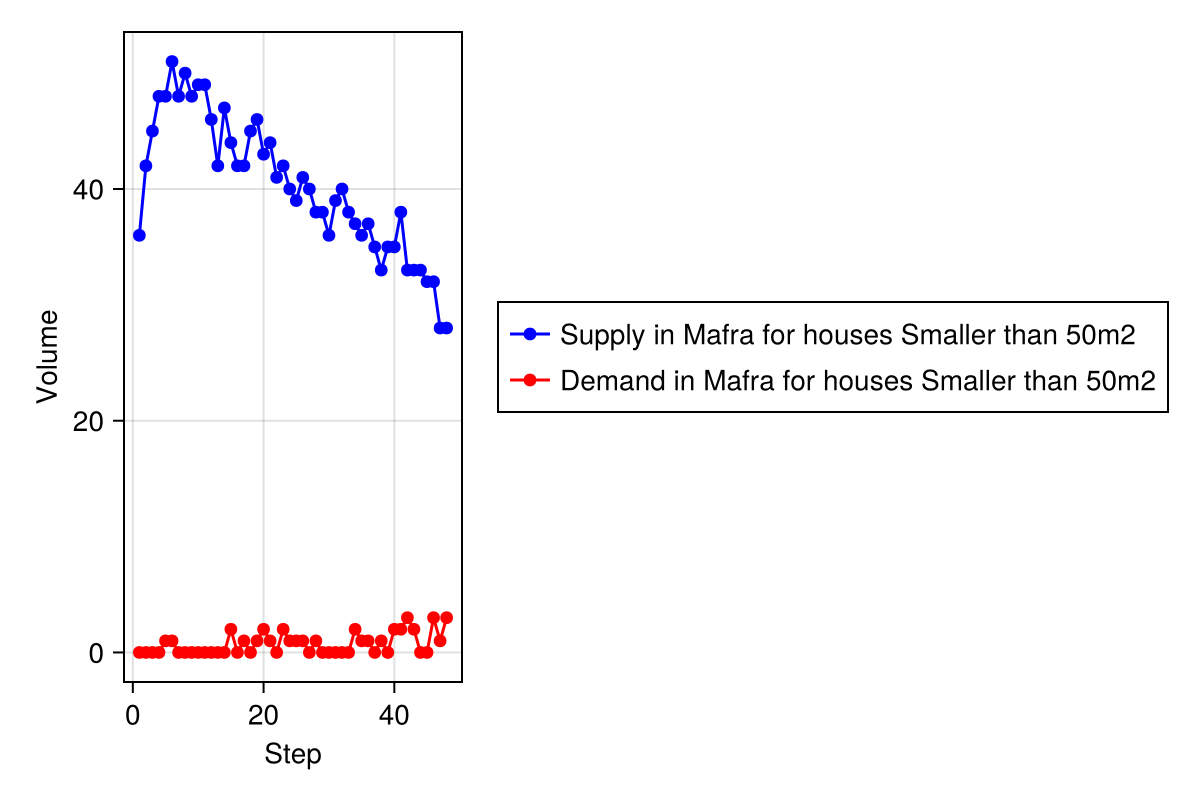 Volume
40
20
0
0 20 40
Step
Supply in Mafra for houses Smaller than 50m2
Demand in Mafra for houses Smaller than 50m2